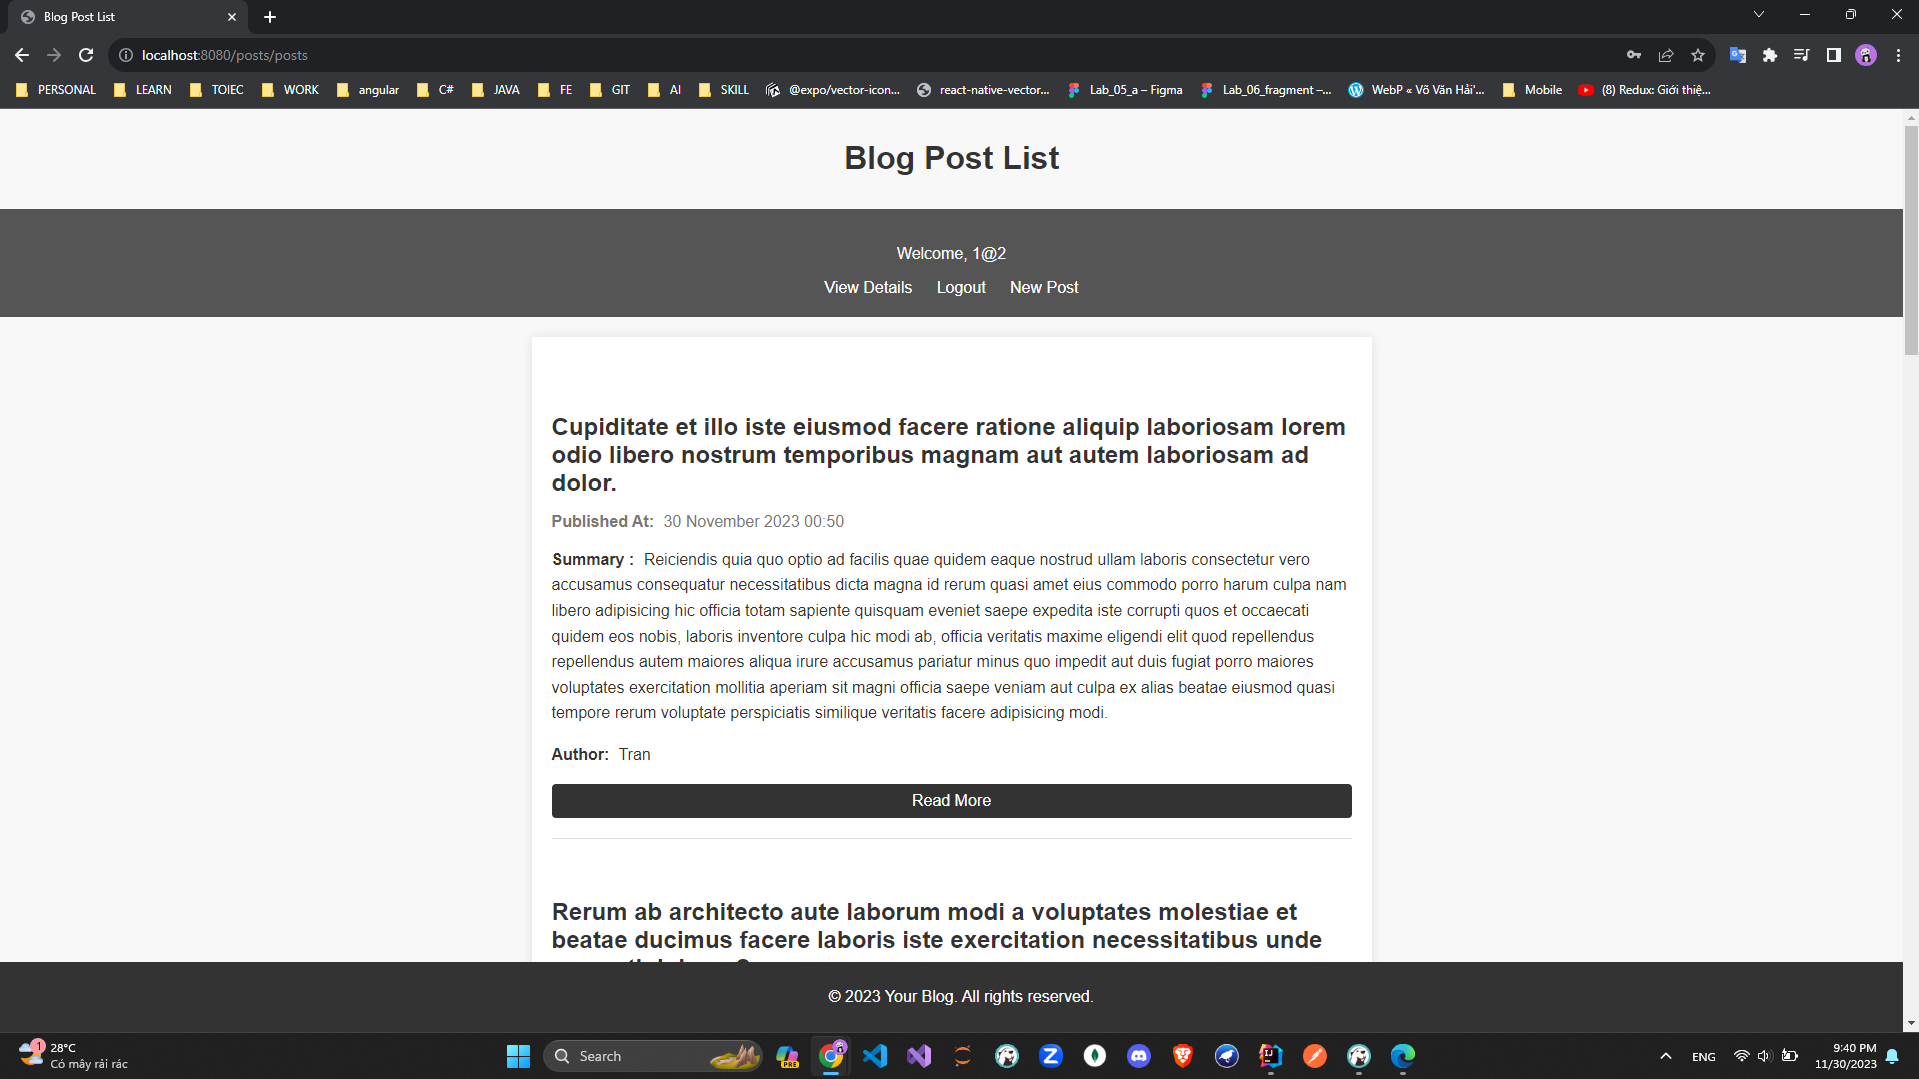 Blog Post List
localhost:8080/posts/posts
PERSONAL LEARN TOIEC WORK angular C# JAVA FE GIT AI SKILL @expo/vector-icon... react-native-vector... Lab_05_a – Figma Lab_06_fragment –... WebP « Võ Văn Hải'... Mobile (8) Redux: Giới thiệ...
Blog Post List
Welcome, 1@2
View Details Logout New Post
Cupiditate et illo iste eiusmod facere ratione aliquip laboriosam lorem
odio libero nostrum temporibus magnam aut autem laboriosam ad
dolor.
Published At: 30 November 2023 00:50
Summary : Reiciendis quia quo optio ad facilis quae quidem eaque nostrud ullam laboris consectetur vero
accusamus consequatur necessitatibus dicta magna id rerum quasi amet eius commodo porro harum culpa nam
libero adipisicing hic officia totam sapiente quisquam eveniet saepe expedita iste corrupti quos et occaecati
quidem eos nobis, laboris inventore culpa hic modi ab, officia veritatis maxime eligendi elit quod repellendus
repellendus autem maiores aliqua irure accusamus pariatur minus quo impedit aut duis fugiat porro maiores
voluptates exercitation mollitia aperiam sit magni officia saepe veniam aut culpa ex alias beatae eiusmod quasi
tempore rerum voluptate perspiciatis similique veritatis facere adipisicing modi.
Author: Tran
Read More
Rerum ab architecto aute laborum modi a voluptates molestiae et
beatae ducimus facere laboris iste exercitation necessitatibus unde
© 2023 Your Blog. All rights reserved.
1
28°C
Có mây rải rác
Search
PRE
ENG
9:40 PM
11/30/2023